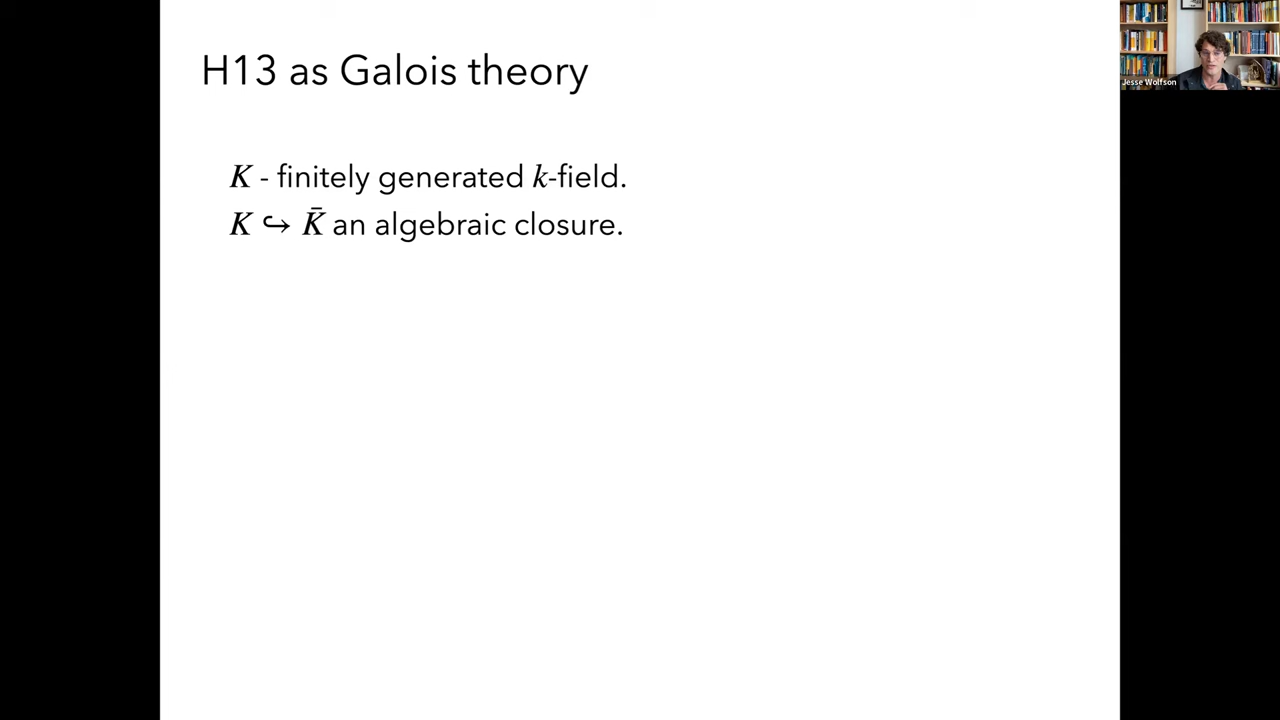 H13 as Galois theory
Jesse Wolfson
K - finitely generated k-field.
K ↪ K̄ an algebraic closure.